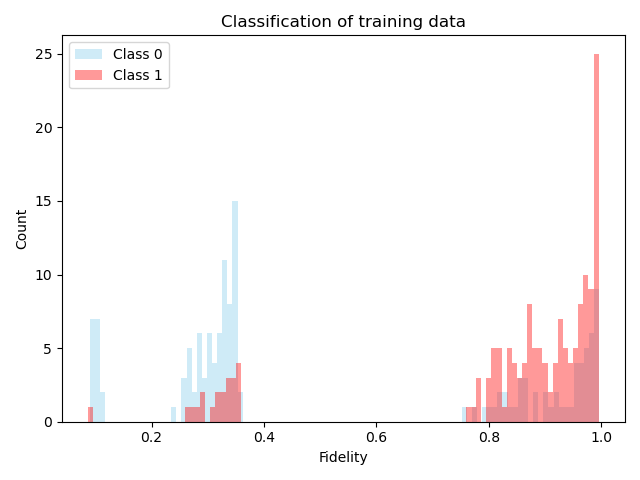 Classification of training data
Class 0
Class 1
25
20
15
10
5
0
Count
0.2 0.4 0.6 0.8 1.0
Fidelity